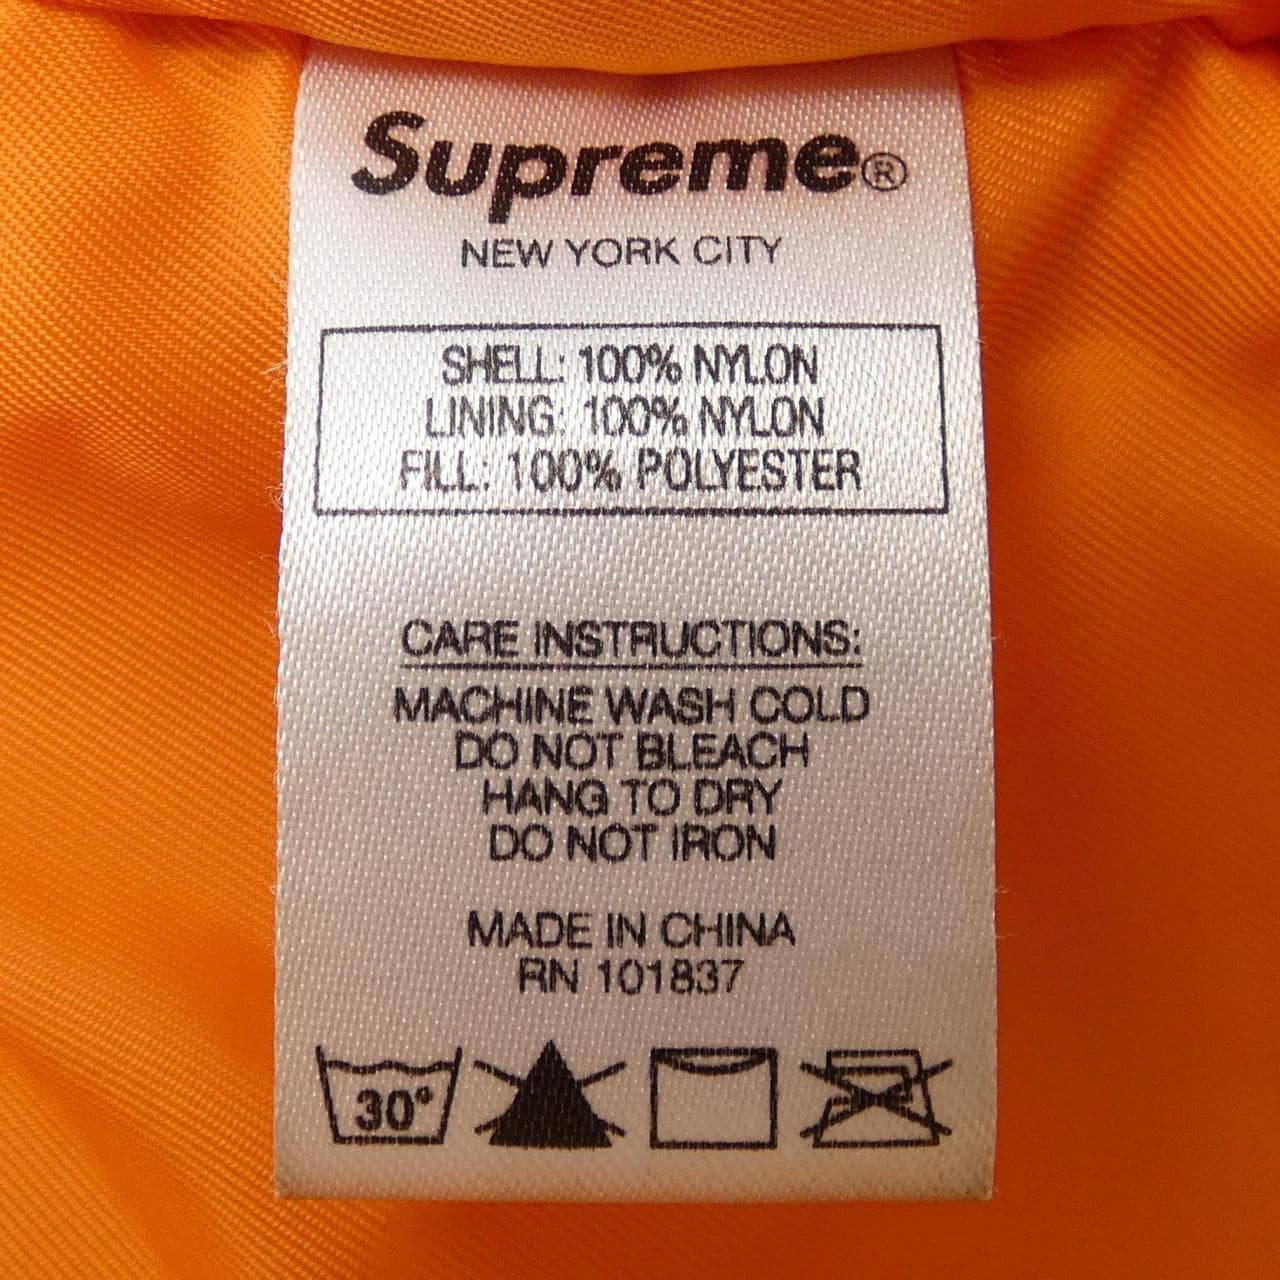 Supreme®
NEW YORK CITY
SHELL: 100% NYLON
LINING: 100% NYLON
FILL: 100% POLYESTER
CARE INSTRUCTIONS:
MACHINE WASH COLD
DO NOT BLEACH
HANG TO DRY
DO NOT IRON
MADE IN CHINA
RN 101837
30°